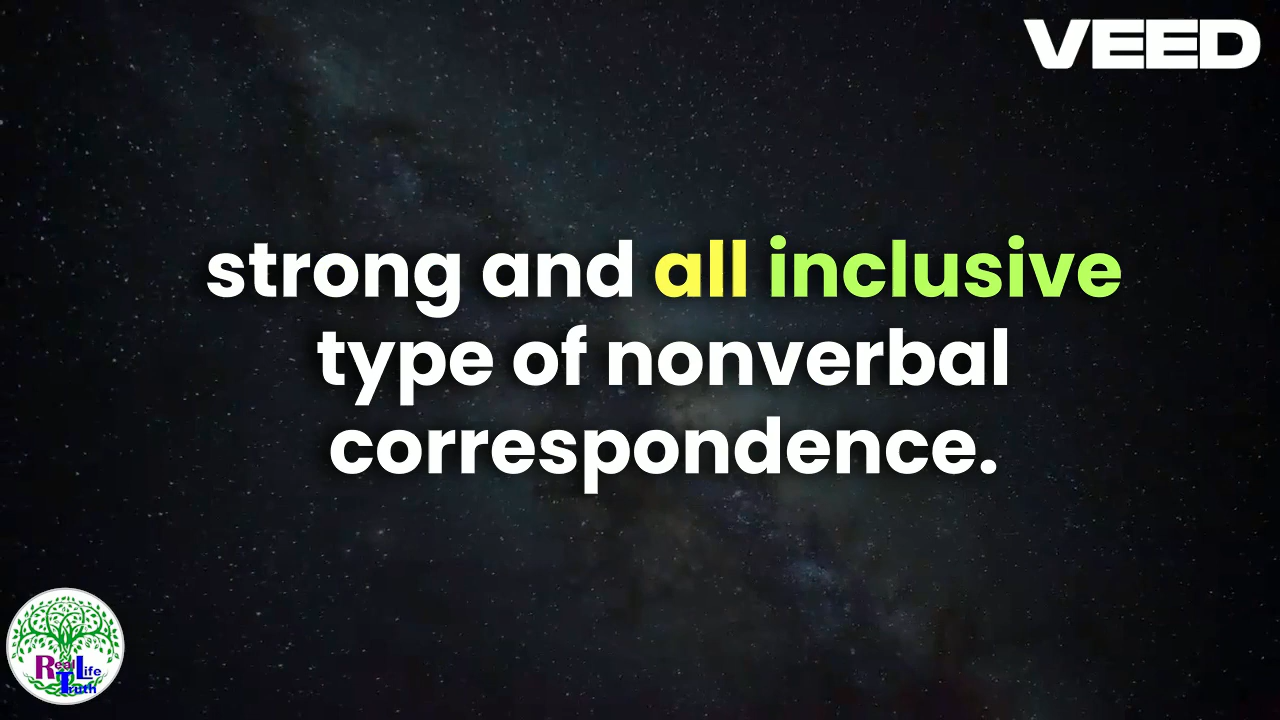 VEED
strong and all inclusive
type of nonverbal
correspondence.
Real Life
Truth